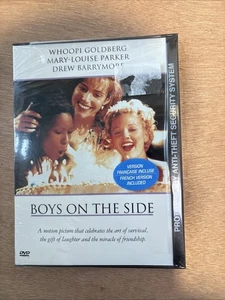 WHOOPI GOLDBERG
MARY-LOUISE PARKER
DREW BARRYMORE
VERSION
FRANÇAISE INCLUSE
FRENCH VERSION
INCLUDED
BOYS ON THE SIDE
A motion picture that celebrates the art of survival,
the gift of laughter and the miracle of friendship.
DVD
ANTI-THEFT SECURITY SYSTEM